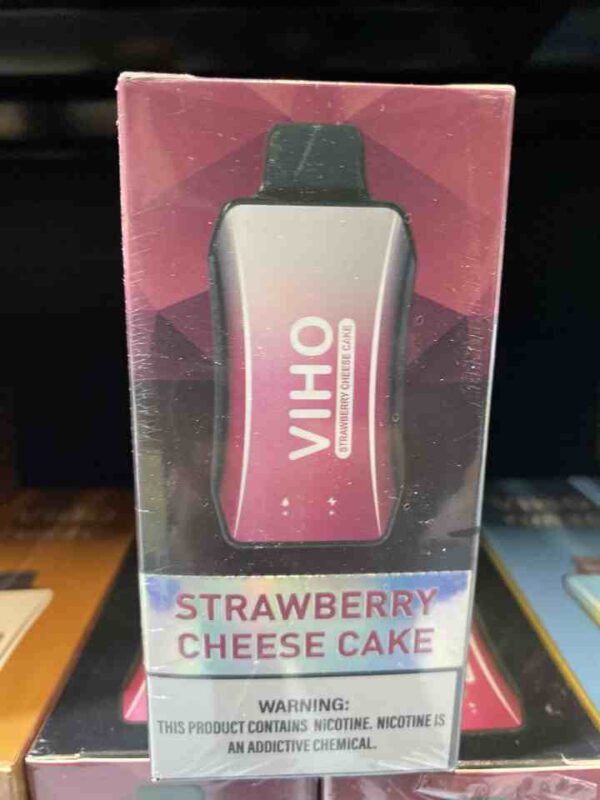 VIHO
STRAWBERRY CHEESE CAKE
STRAWBERRY
CHEESE CAKE
WARNING:
THIS PRODUCT CONTAINS NICOTINE. NICOTINE IS
AN ADDICTIVE CHEMICAL.